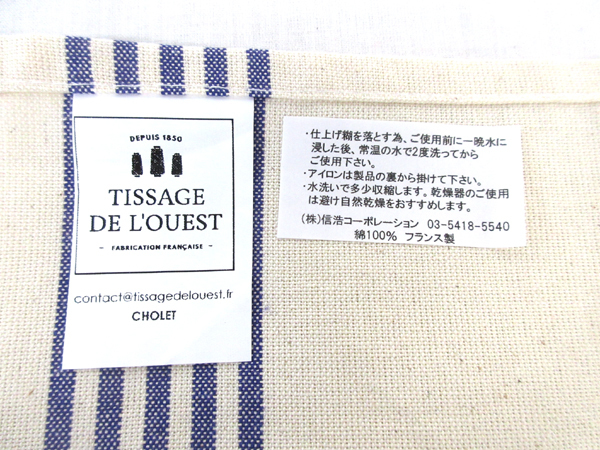 DEPUIS 1850
TISSAGE
DE L'OUEST
– FABRICATION FRANÇAISE –
contact@tissagedelouest.fr
CHOLET
・仕上げ糊を落とす為、ご使用前に一晩水に
浸した後、常温の水で2度洗ってから
ご使用下さい。
・アイロンは製品の裏から掛けて下さい。
・水洗いで多少収縮します。乾燥器のご使用
は避け自然乾燥をおすすめします。
(株)信浩コーポレーション 03-5418-5540
綿100% フランス製